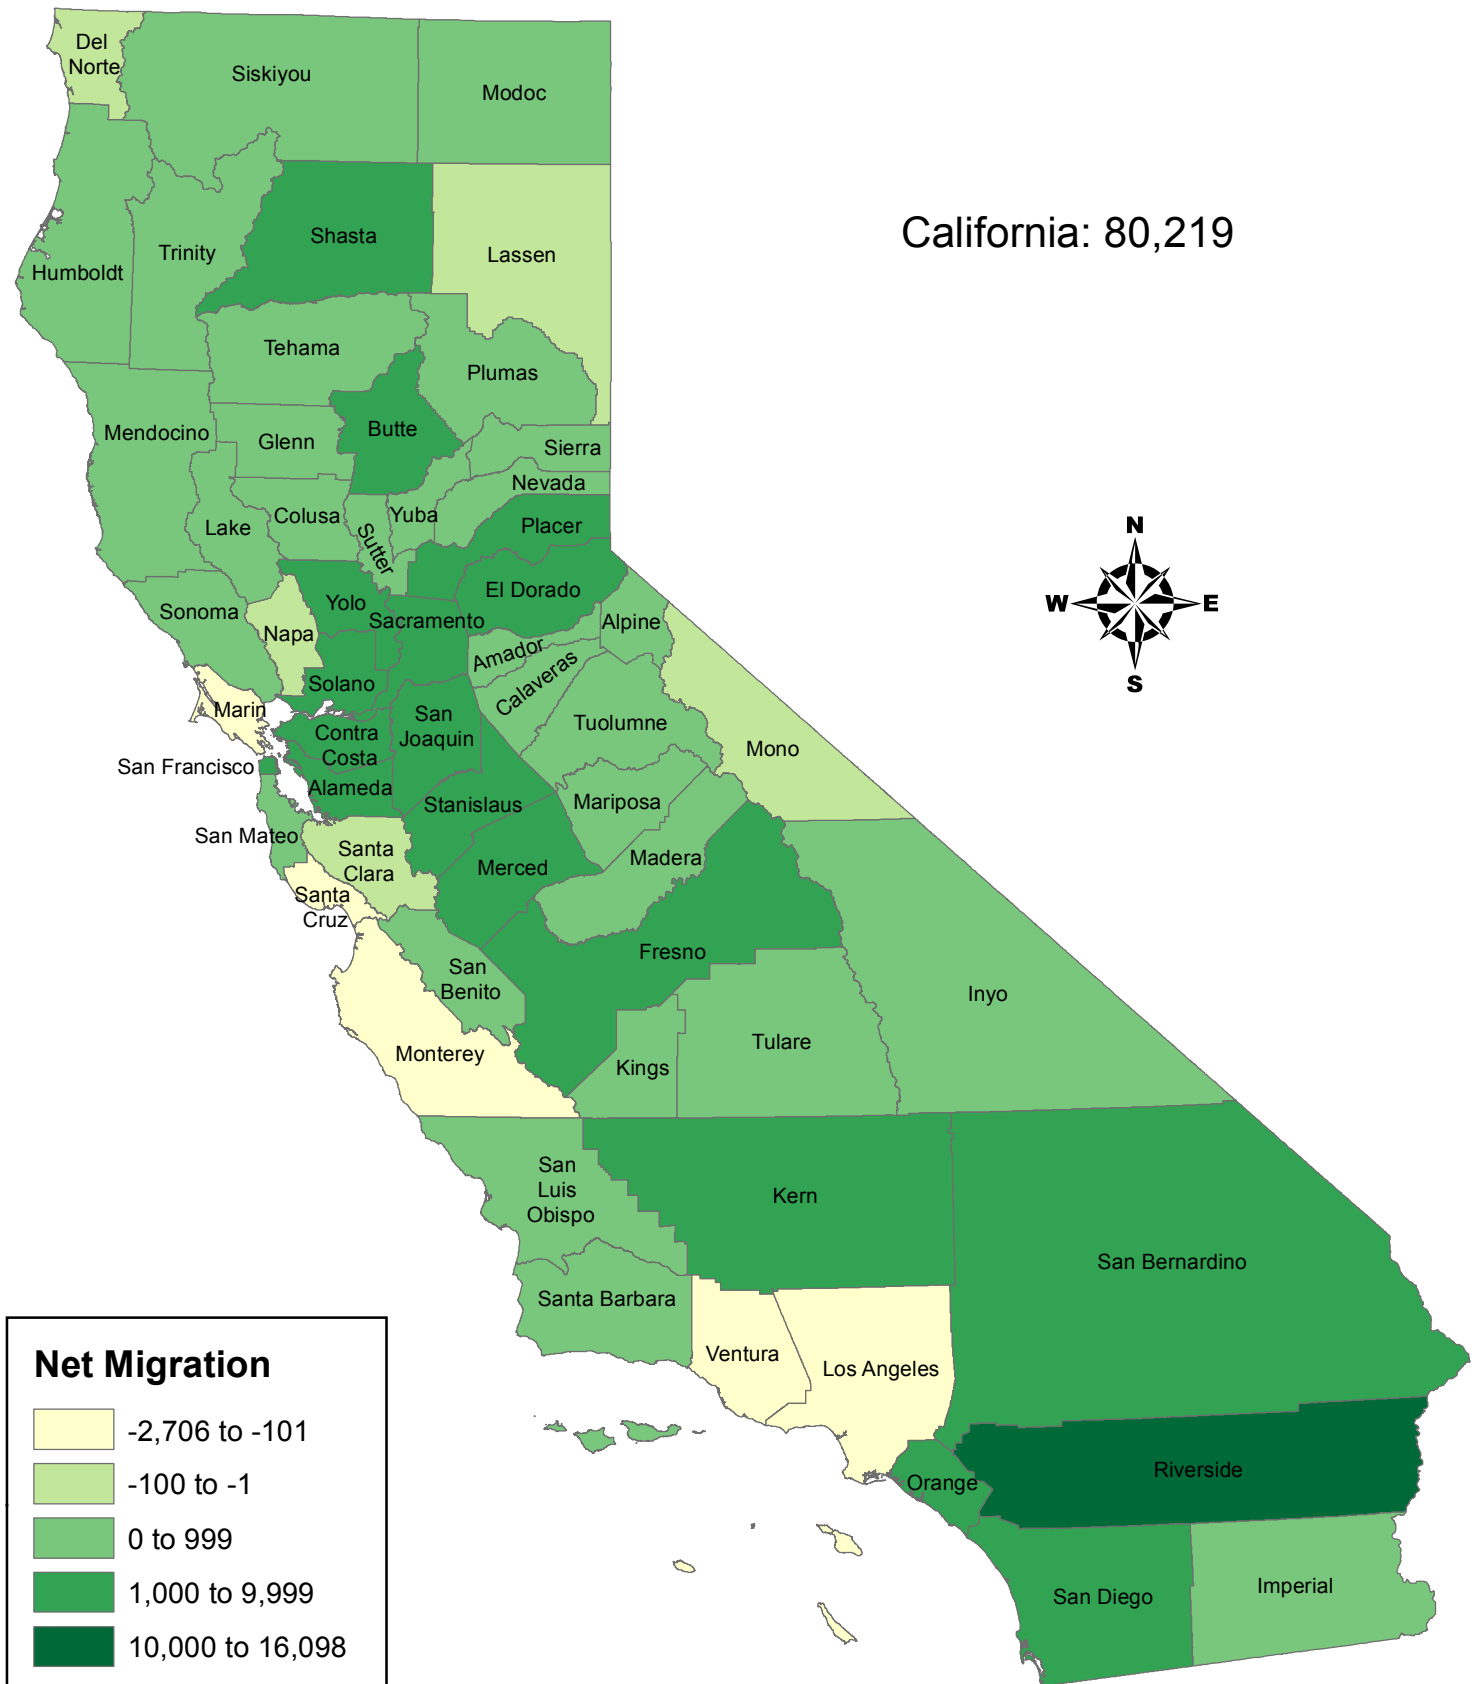 Del
Norte
Siskiyou
Modoc
Shasta
Lassen
Trinity
Humboldt
California: 80,219
Tehama
Plumas
Mendocino
Glenn
Butte
Sierra
Nevada
Lake
Colusa
Sutter
Yuba
Placer
El Dorado
Sonoma
Napa
Yolo
Sacramento
Alpine
Amador
Calaveras
Solano
Marin
San
Joaquin
Contra
Costa
Tuolumne
Mono
San Francisco
Alameda
Stanislaus
Mariposa
San Mateo
Santa
Clara
Merced
Madera
Santa
Cruz
Fresno
San
Benito
Inyo
Monterey
Kings
Tulare
San
Luis
Obispo
Kern
San Bernardino
Santa Barbara
Ventura
Los Angeles
Orange
Riverside
San Diego
Imperial
N
W
E
S
Net Migration
-2,706 to -101
-100 to -1
0 to 999
1,000 to 9,999
10,000 to 16,098